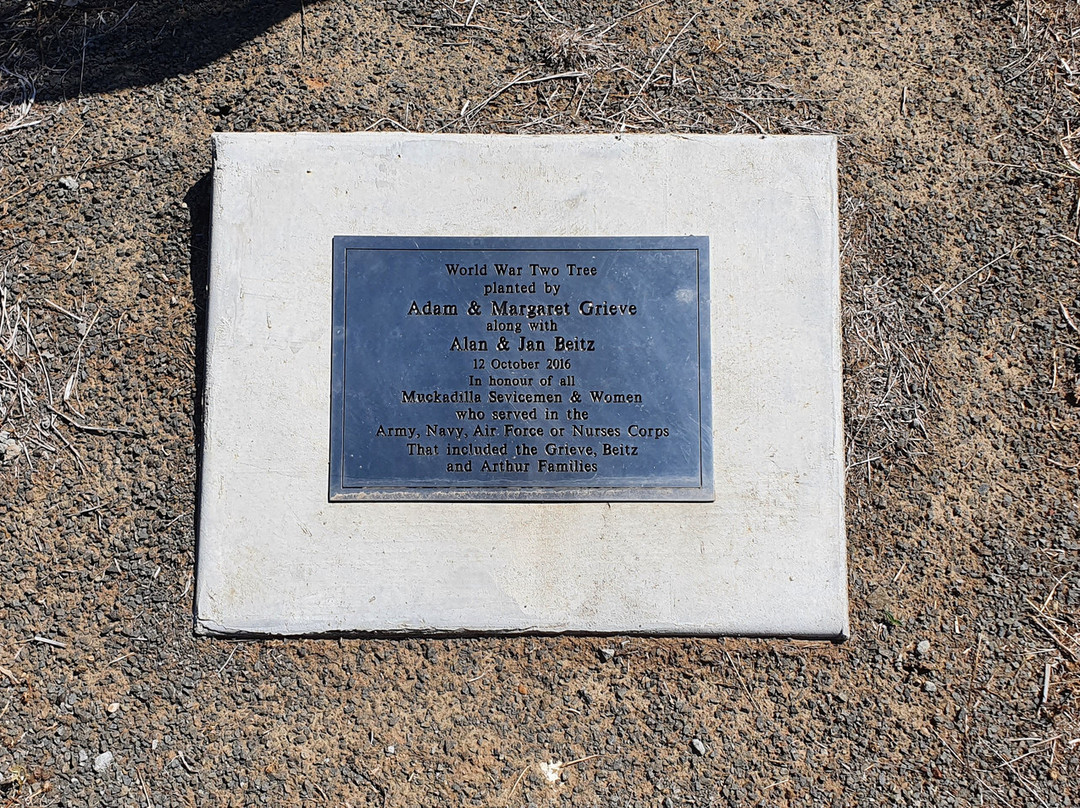 World War Two Tree
planted by
Adam & Margaret Grieve
along with
Alan & Jan Beitz
12 October 2016
In honour of all
Muckadilla Sevicemen & Women
who served in the
Army, Navy, Air Force or Nurses Corps
That included the Grieve, Beitz
and Arthur Families